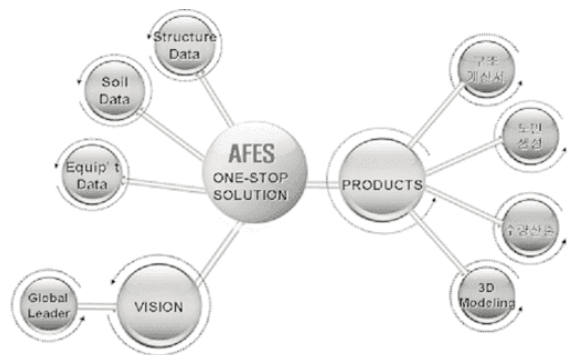 Structure
Data
Soil
Data
Equip't
Data
AFES
ONE-STOP
SOLUTION
VISION
Global
Leader
PRODUCTS
구조
계산서
도면
생성
수량산출
3D
Modeling